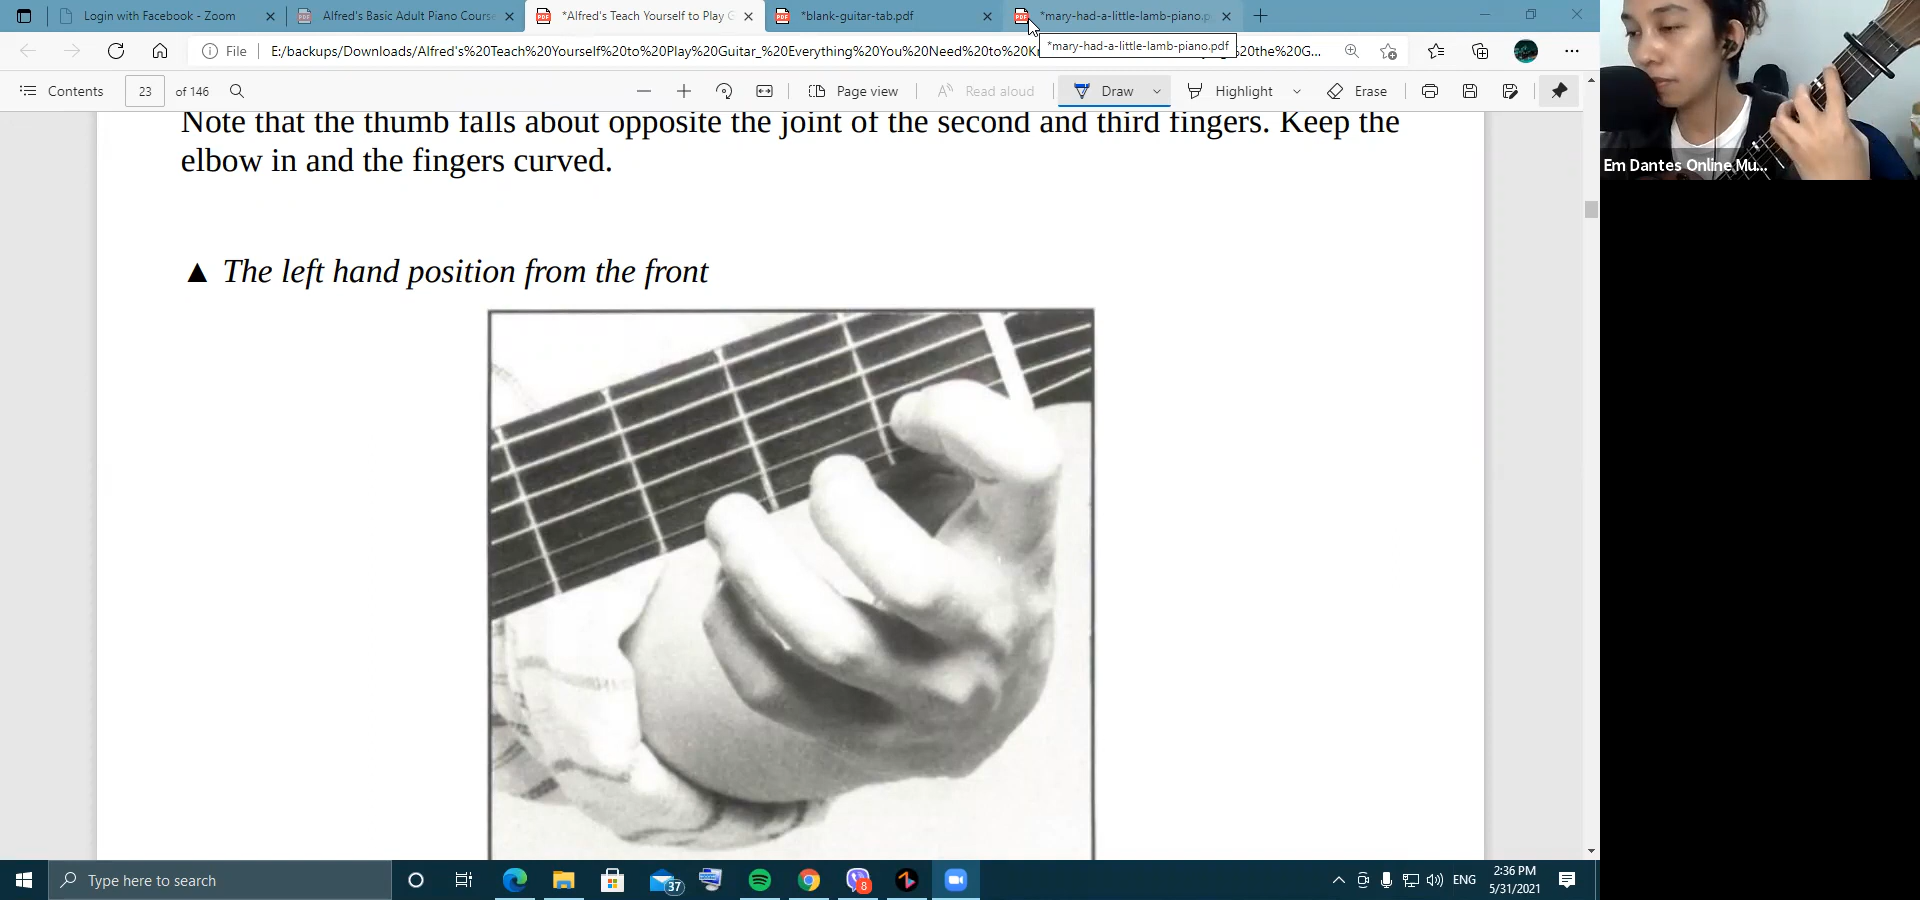 Login with Facebook - Zoom
Alfred's Basic Adult Piano Course
*Alfred's Teach Yourself to Play G
*blank-guitar-tab.pdf
*mary-had-a-little-lamb-piano.p
File
E:/backups/Downloads/Alfred's%20Teach%20Yourself%20to%20Play%20Guitar_%20Everything%20You%20Need%20to%20K
ing%20the%20G...
*mary-had-a-little-lamb-piano.pdf
Contents
23
of 146
Page view
Read aloud
Draw
Highlight
Erase
Note that the thumb falls about opposite the joint of the second and third fingers. Keep the
elbow in and the fingers curved.
▲ The left hand position from the front
Em Dantes Online Mu...
Type here to search
37
8
ENG
2:36 PM
5/31/2021